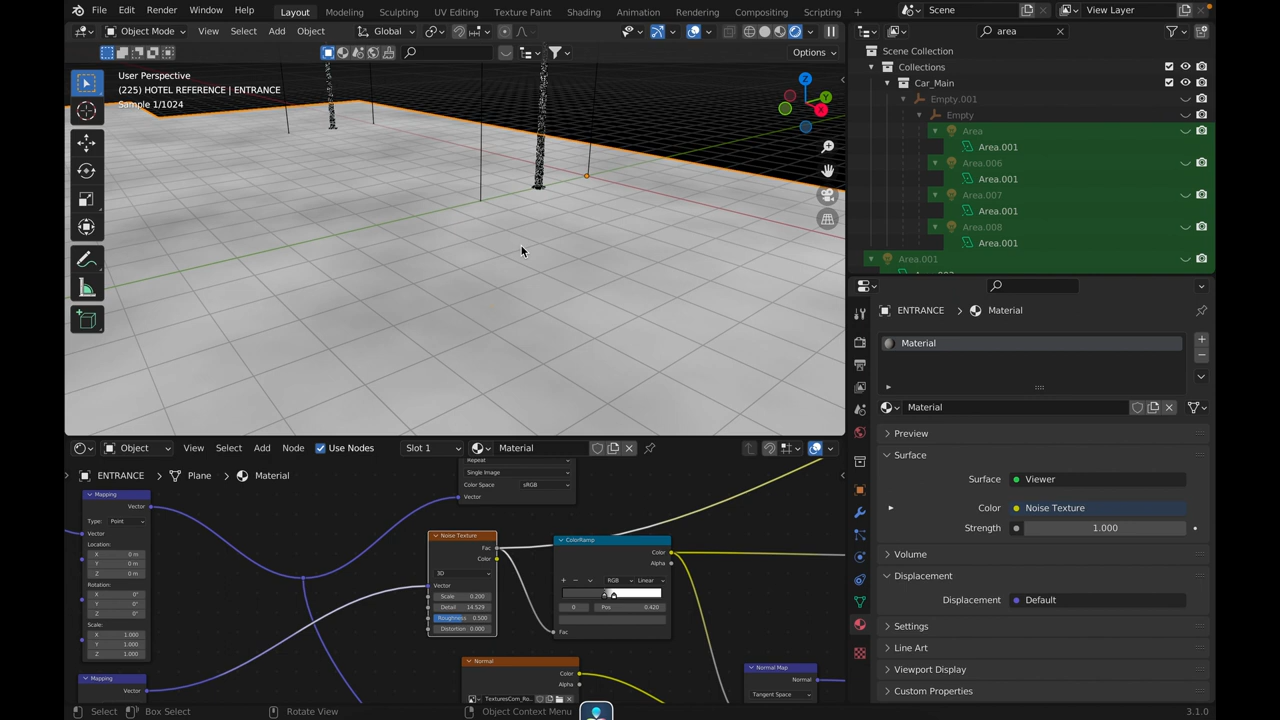 File Edit Render Window Help Layout Modeling Sculpting UV Editing Texture Paint Shading Animation Rendering Compositing Scripting + Scene View Layer
Object Mode View Select Add Object Global area
Options
User Perspective
(225) HOTEL REFERENCE | ENTRANCE
Sample 1/1024
Z
Y
X
Scene Collection
Collections
Car_Main
Empty.001
Empty
Area
Area.001
Area.006
Area.001
Area.007
Area.001
Area.008
Area.001
Area.001
ENTRANCE > Material
Material
Material
Preview
Surface
Surface Viewer
Color Noise Texture
Strength 1.000
Volume
Displacement
Displacement Default
Settings
Line Art
Viewport Display
Custom Properties
Object View Select Add Node Use Nodes Slot 1 Material
ENTRANCE > Plane > Material
Repeat
Single Image
Color Space sRGB
Vector
Mapping
Vector
Type: Point
Vector
Location:
X 0 m
Y 0 m
Z 0 m
Rotation:
X 0°
Y 0°
Z 0°
Scale:
X 1.000
Y 1.000
Z 1.000
Mapping
Vector
Noise Texture
Fac
Color
3D
Vector
Scale 0.200
Detail 14.529
Roughness 0.500
Distortion 0.000
ColorRamp
Color
Alpha
+ − RGB Linear
0 Pos 0.420
Fac
Normal
Color
Alpha
TexturesCom_Ro...
Normal Map
Normal
Tangent Space
Select Box Select Rotate View Object Context Menu 3.1.0